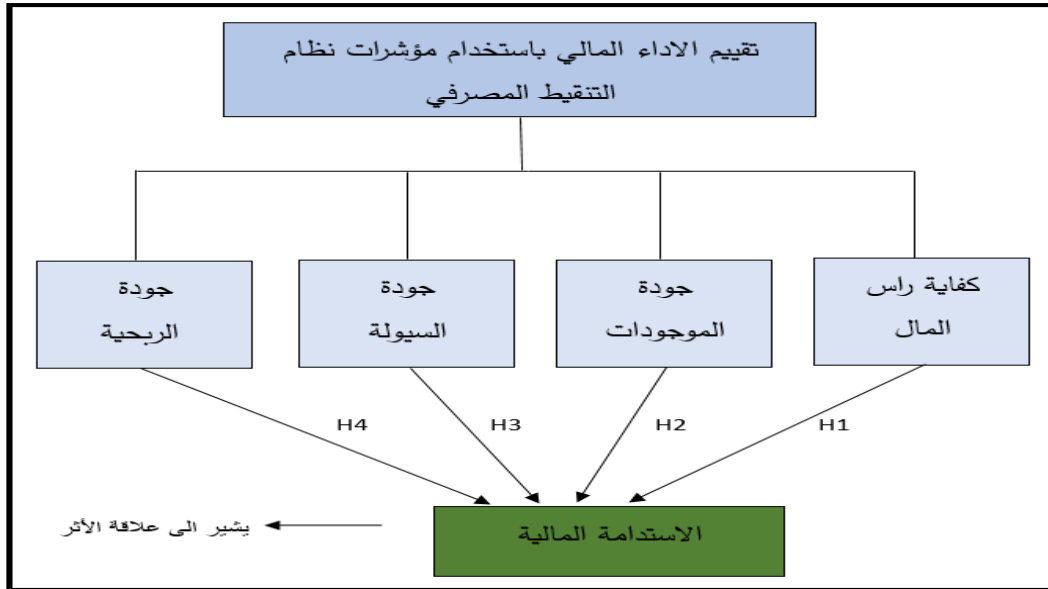 تقييم الاداء المالي باستخدام مؤشرات نظام
التنقيط المصرفي
كفاية راس
المال
جودة
الموجودات
جودة
السيولة
جودة
الربحية
H1
H2
H3
H4
الاستدامة المالية
يشير الى علاقة الأثر